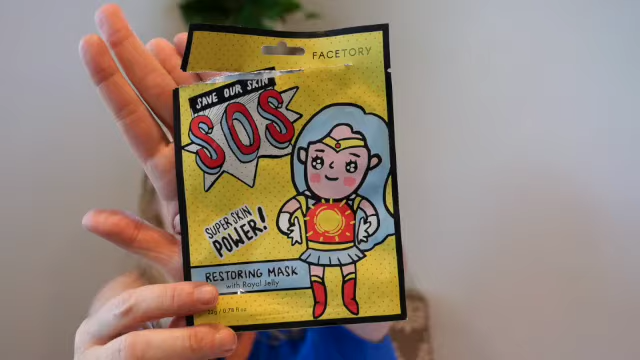 FACETORY
SAVE OUR SKIN
SOS
SUPER SKIN
POWER!
RESTORING MASK
with Royal Jelly